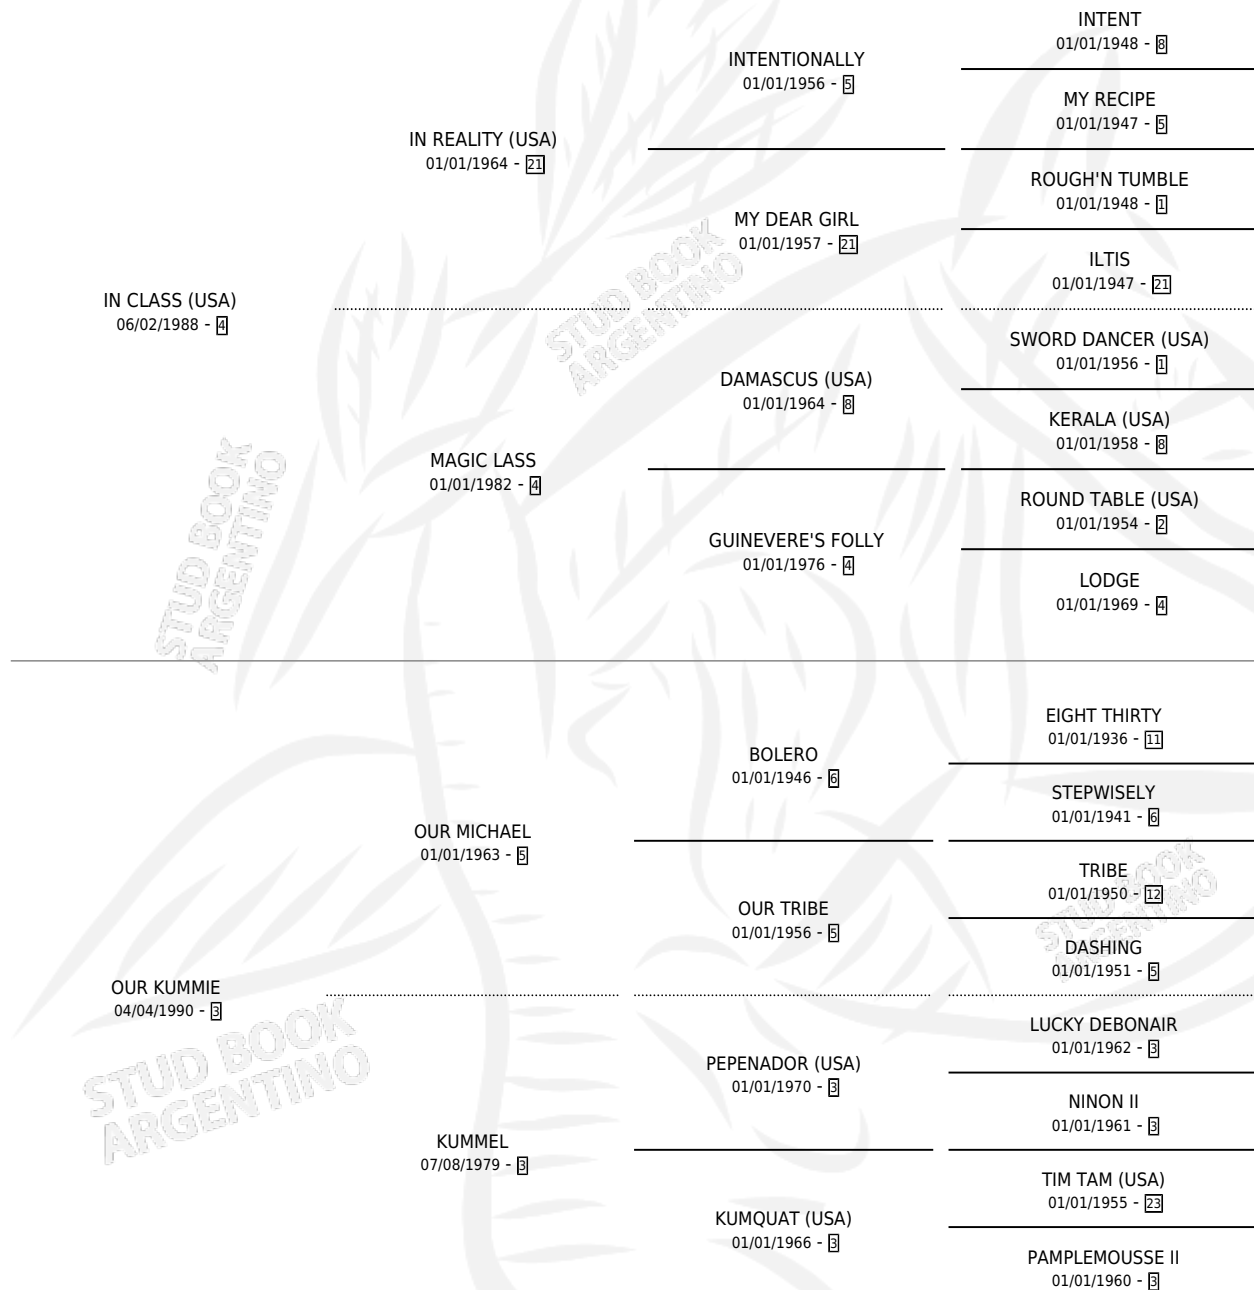 INTENT
01/01/1948 - 8
INTENTIONALLY
01/01/1956 - 5
MY RECIPE
01/01/1947 - 5
IN REALITY (USA)
01/01/1964 - 21
ROUGH'N TUMBLE
01/01/1948 - 1
MY DEAR GIRL
01/01/1957 - 21
ILTIS
01/01/1947 - 21
IN CLASS (USA)
06/02/1988 - 4
SWORD DANCER (USA)
01/01/1956 - 1
DAMASCUS (USA)
01/01/1964 - 8
KERALA (USA)
01/01/1958 - 8
MAGIC LASS
01/01/1982 - 4
ROUND TABLE (USA)
01/01/1954 - 2
GUINEVERE'S FOLLY
01/01/1976 - 4
LODGE
01/01/1969 - 4
EIGHT THIRTY
01/01/1936 - 11
BOLERO
01/01/1946 - 6
STEPWISELY
01/01/1941 - 6
OUR MICHAEL
01/01/1963 - 5
TRIBE
01/01/1950 - 12
OUR TRIBE
01/01/1956 - 5
DASHING
01/01/1951 - 5
OUR KUMMIE
04/04/1990 - 3
LUCKY DEBONAIR
01/01/1962 - 3
PEPENADOR (USA)
01/01/1970 - 3
NINON II
01/01/1961 - 3
KUMMEL
07/08/1979 - 3
TIM TAM (USA)
01/01/1955 - 23
KUMQUAT (USA)
01/01/1966 - 3
PAMPLEMOUSSE II
01/01/1960 - 3
STUD BOOK
ARGENTINO
STUD BOOK
ARGENTINO
STUD BOOK
ARGENTINO
STUD BOOK
ARGENTINO